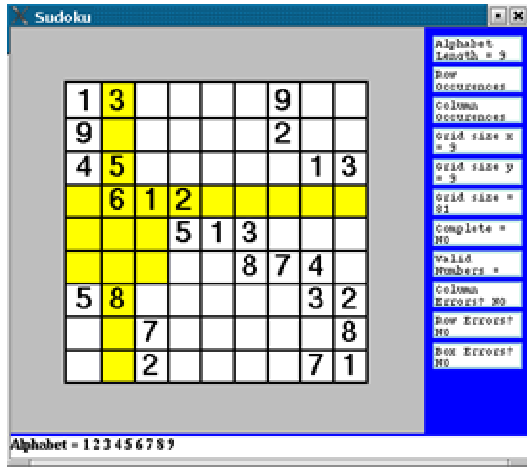 Sudoku
1 3 9
9 2
4 5 1 3
6 1 2
5 1 3
8 7 4
5 8 3 2
7 8
2 7 1
Alphabet
Length = 9
Row
Occurences
Column
Occurences
Grid size x
= 9
Grid size y
= 9
Grid size =
81
Complete =
NO
Valid
Numbers =
Column
Errors? NO
Row Errors?
NO
Box Errors?
NO
Alphabet = 1 2 3 4 5 6 7 8 9